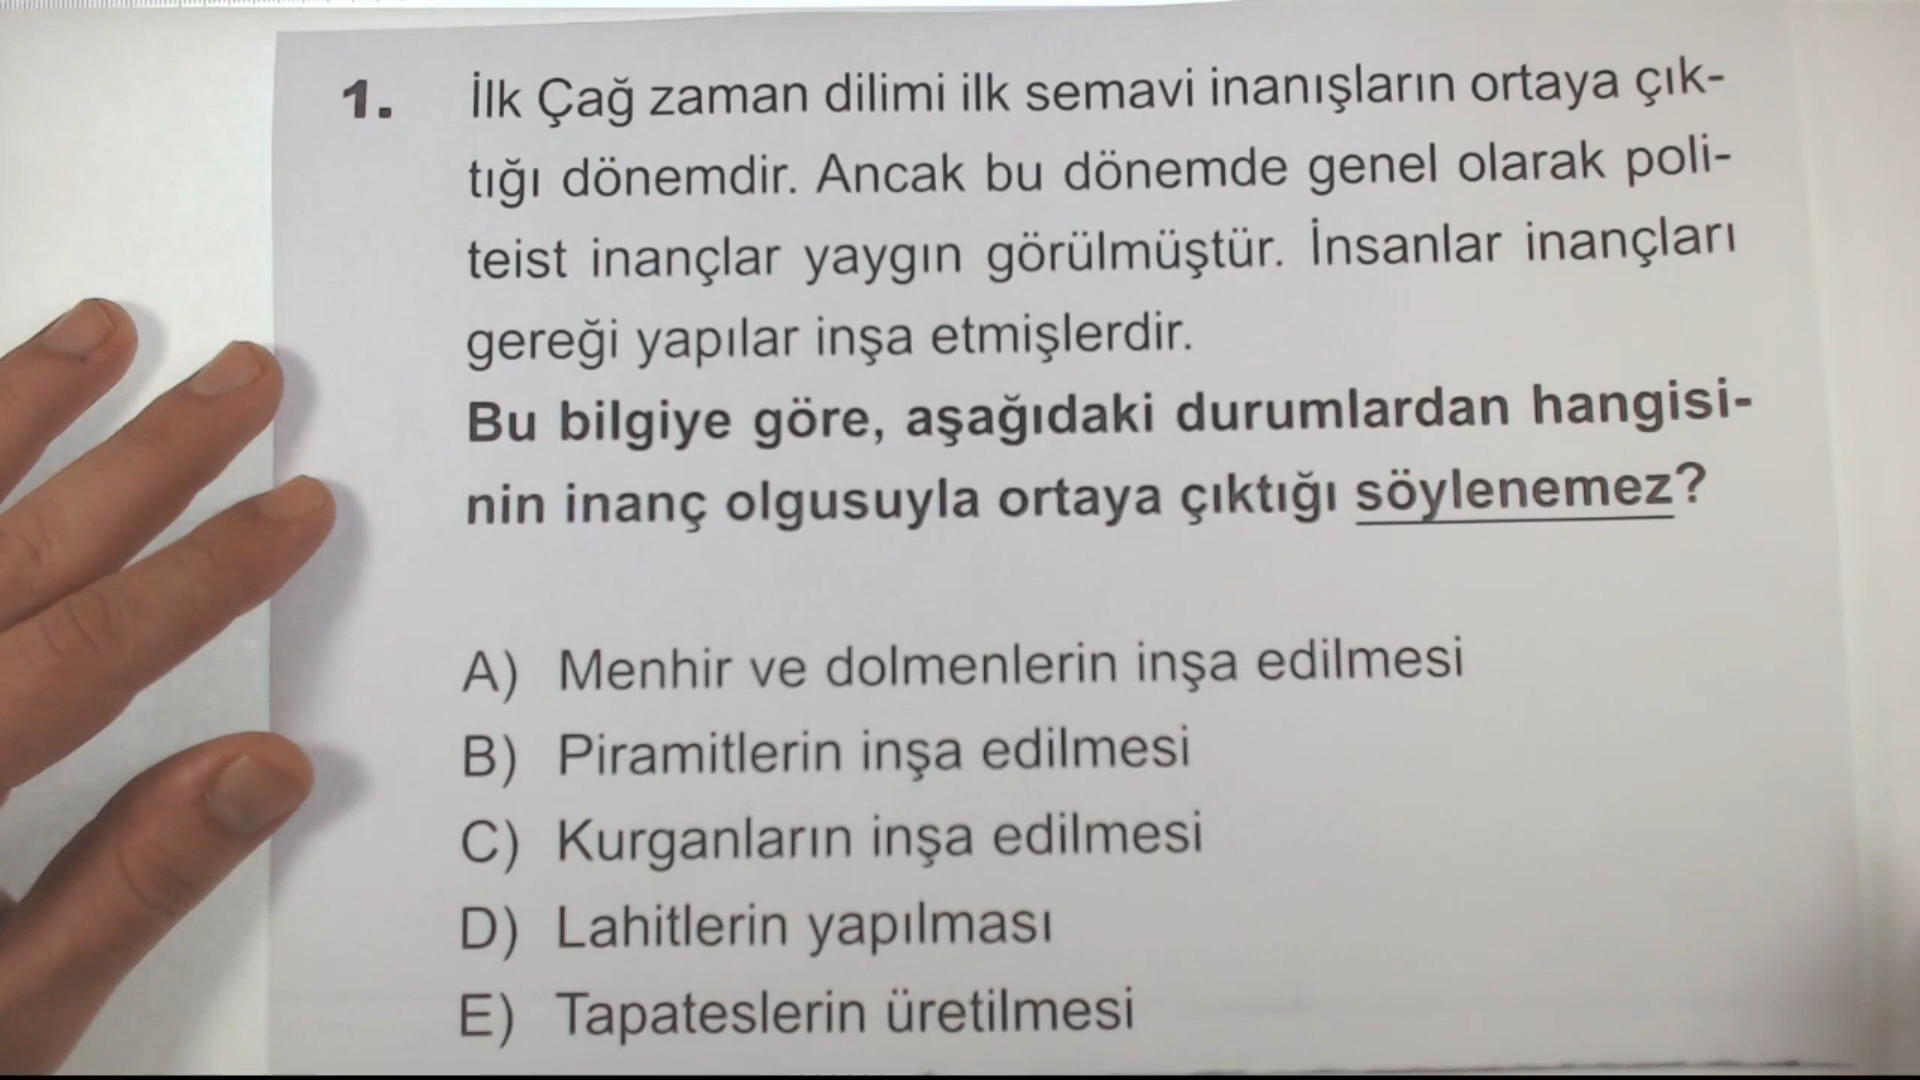 1. İlk Çağ zaman dilimi ilk semavi inanışların ortaya çık-
tığı dönemdir. Ancak bu dönemde genel olarak poli-
teist inançlar yaygın görülmüştür. İnsanlar inançları
gereği yapılar inşa etmişlerdir.
Bu bilgiye göre, aşağıdaki durumlardan hangisi-
nin inanç olgusuyla ortaya çıktığı söylenemez?
A) Menhir ve dolmenlerin inşa edilmesi
B) Piramitlerin inşa edilmesi
C) Kurganların inşa edilmesi
D) Lahitlerin yapılması
E) Tapateslerin üretilmesi